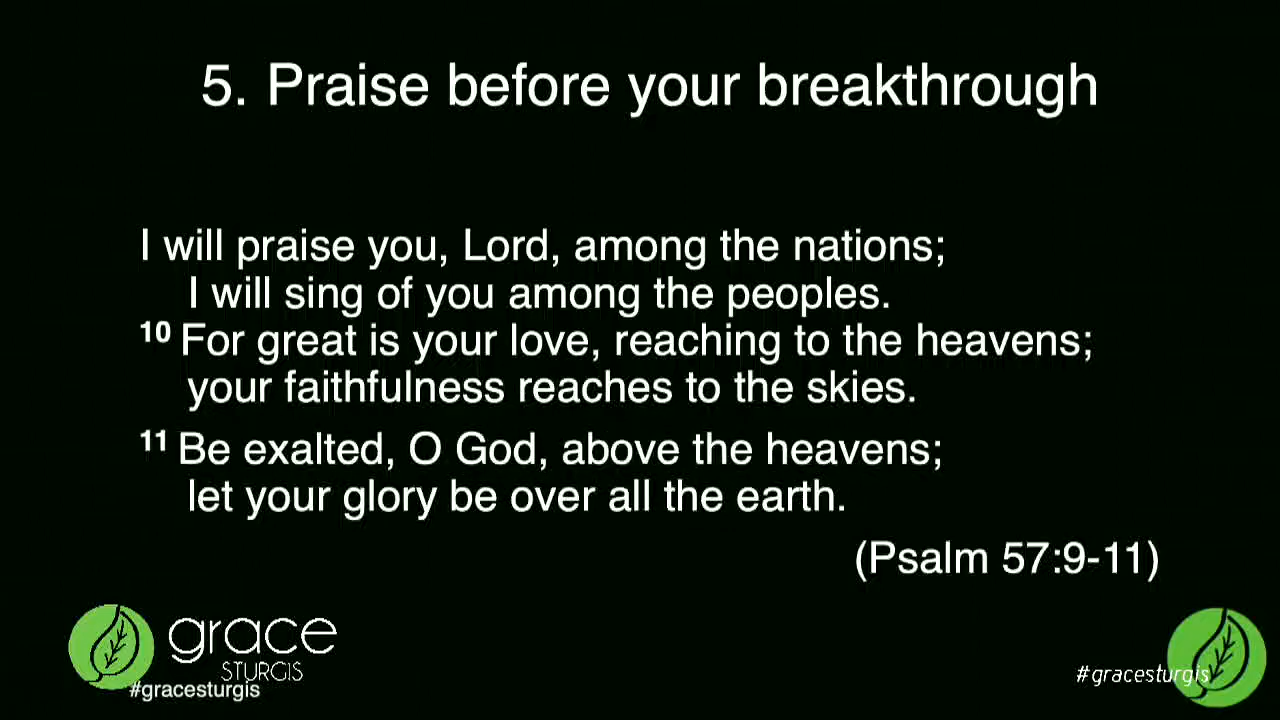 5. Praise before your breakthrough
I will praise you, Lord, among the nations;
I will sing of you among the peoples.
10 For great is your love, reaching to the heavens;
your faithfulness reaches to the skies.
11 Be exalted, O God, above the heavens;
let your glory be over all the earth.
(Psalm 57:9-11)
grace
STURGIS
#gracesturgis
#gracesturgis